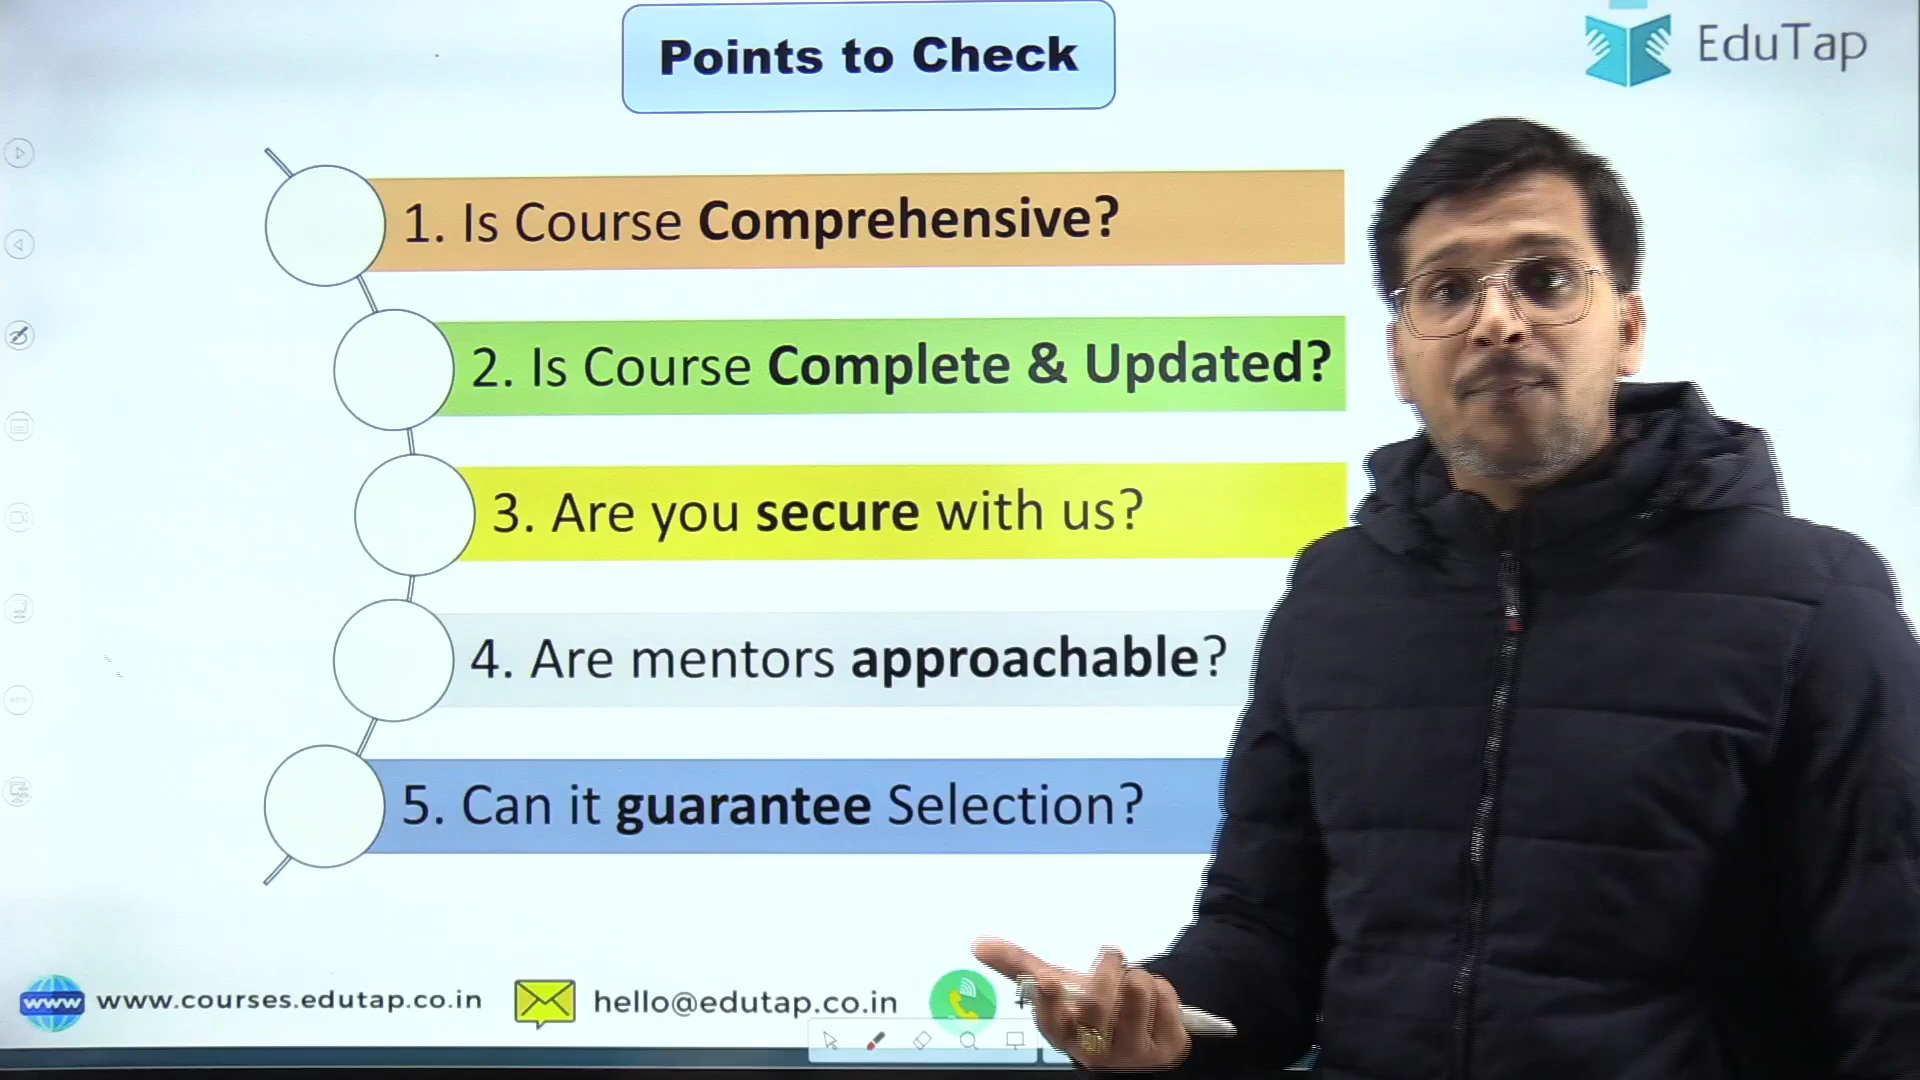 Points to Check
EduTap
1. Is Course Comprehensive?
2. Is Course Complete & Updated?
3. Are you secure with us?
4. Are mentors approachable?
5. Can it guarantee Selection?
www
www.courses.edutap.co.in
hello@edutap.co.in
+